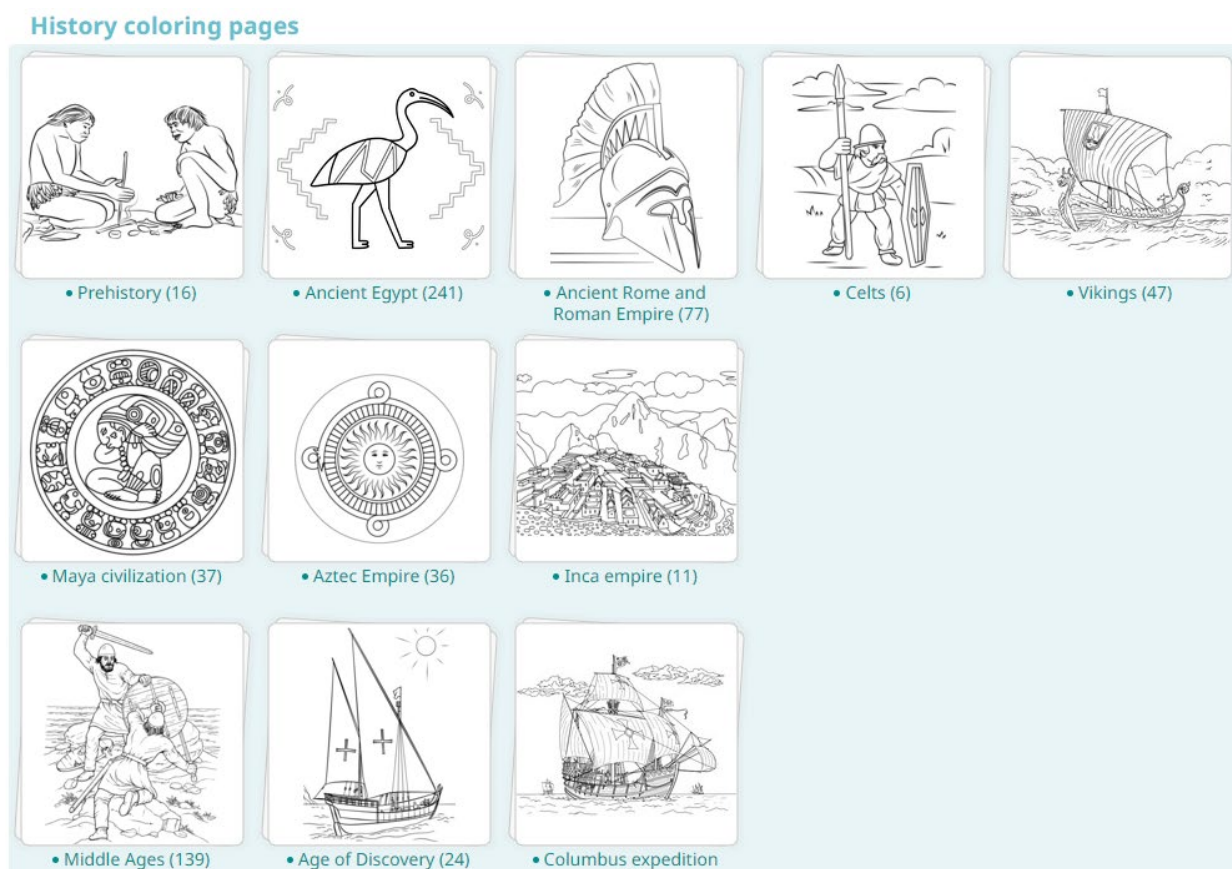 History coloring pages
• Prehistory (16)
• Ancient Egypt (241)
• Ancient Rome and
Roman Empire (77)
• Celts (6)
• Vikings (47)
• Maya civilization (37)
• Aztec Empire (36)
• Inca empire (11)
• Middle Ages (139)
• Age of Discovery (24)
• Columbus expedition